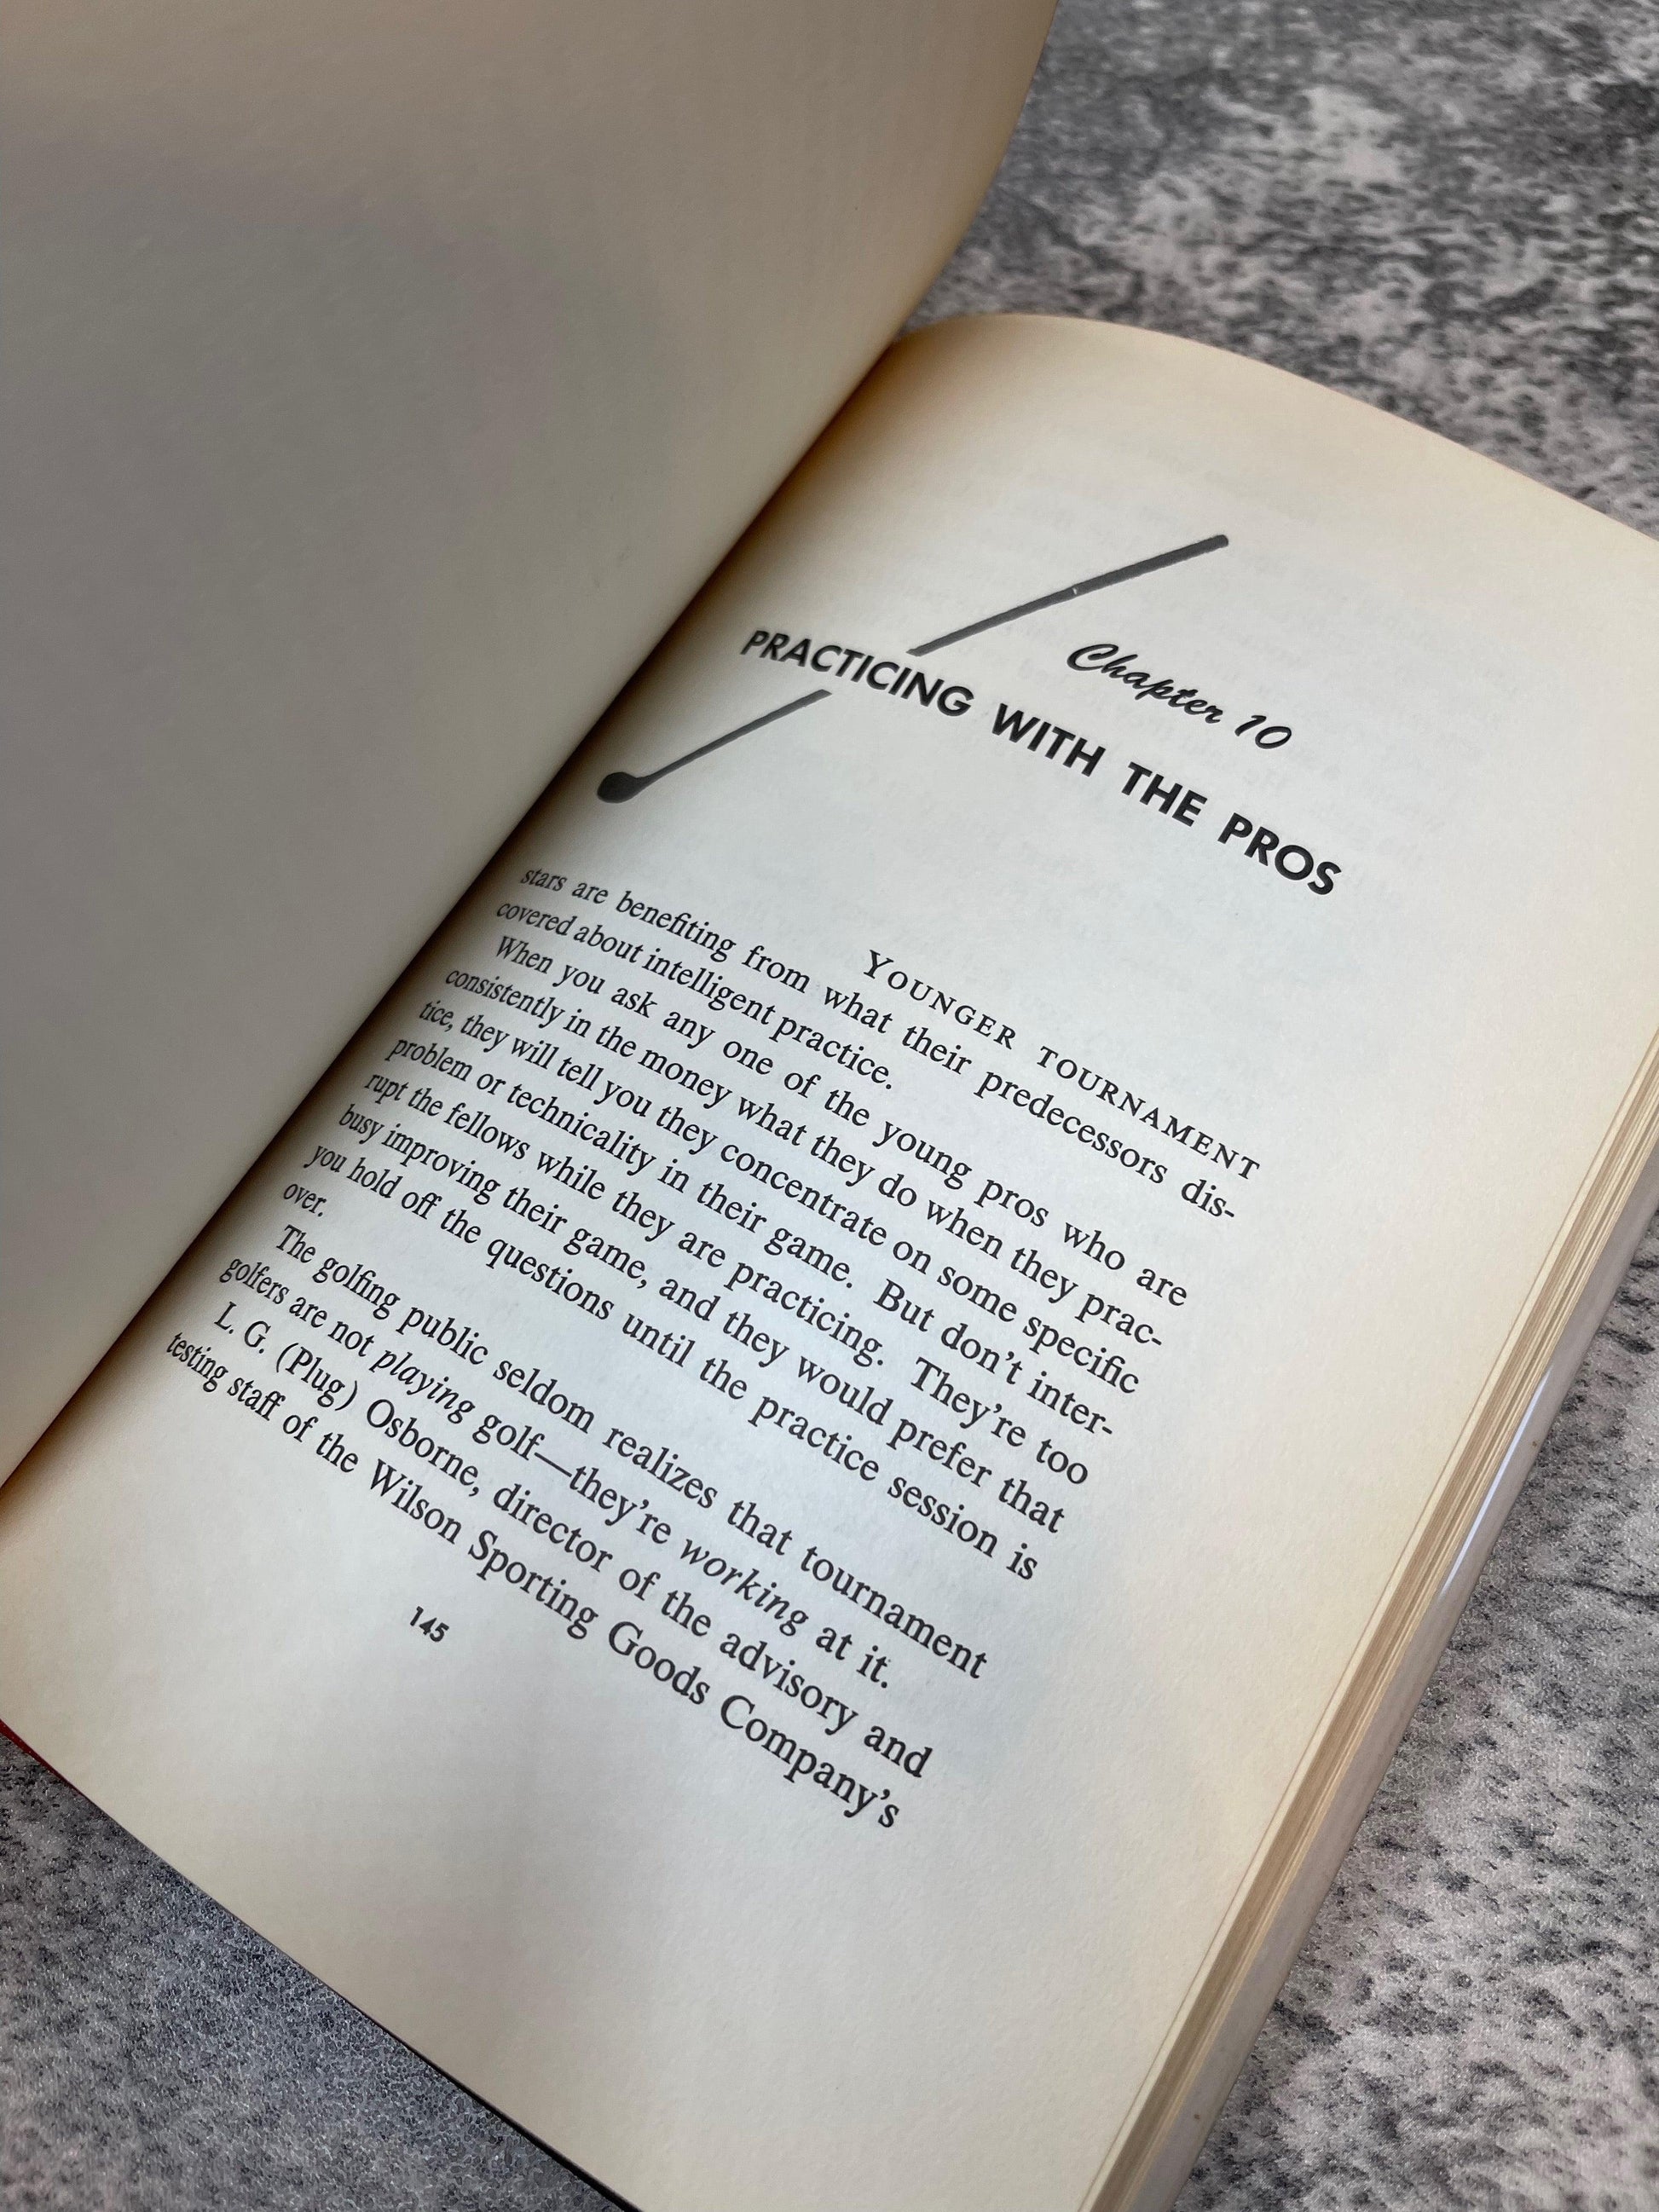 Chapter 10
PRACTICING WITH THE PROS
YOUNGER TOURNAMENT
stars are benefiting from what their predecessors dis-
covered about intelligent practice.
When you ask any one of the young pros who are
consistently in the money what they do when they prac-
tice, they will tell you they concentrate on some specific
problem or technicality in their game. But don't inter-
rupt the fellows while they are practicing. They're too
busy improving their game, and they would prefer that
you hold off the questions until the practice session is
over.
The golfing public seldom realizes that tournament
golfers are not playing golf—they're working at it.
L. G. (Plug) Osborne, director of the advisory and
testing staff of the Wilson Sporting Goods Company's
145